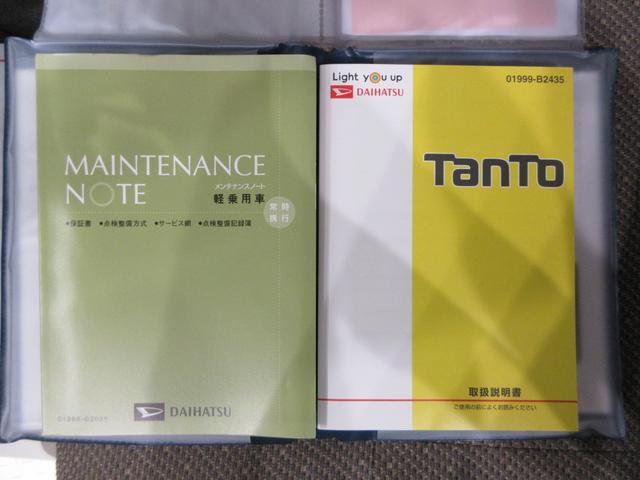 MAINTENANCE
NOTE
メンテナンスノート
軽乗用車
常時
携行
●保証書 ●点検整備方式 ●サービス網 ●点検整備記録簿
DAIHATSU
Light you up
DAIHATSU
01999-B2435
TanTo
取扱説明書
ご使用の前によくお読みください